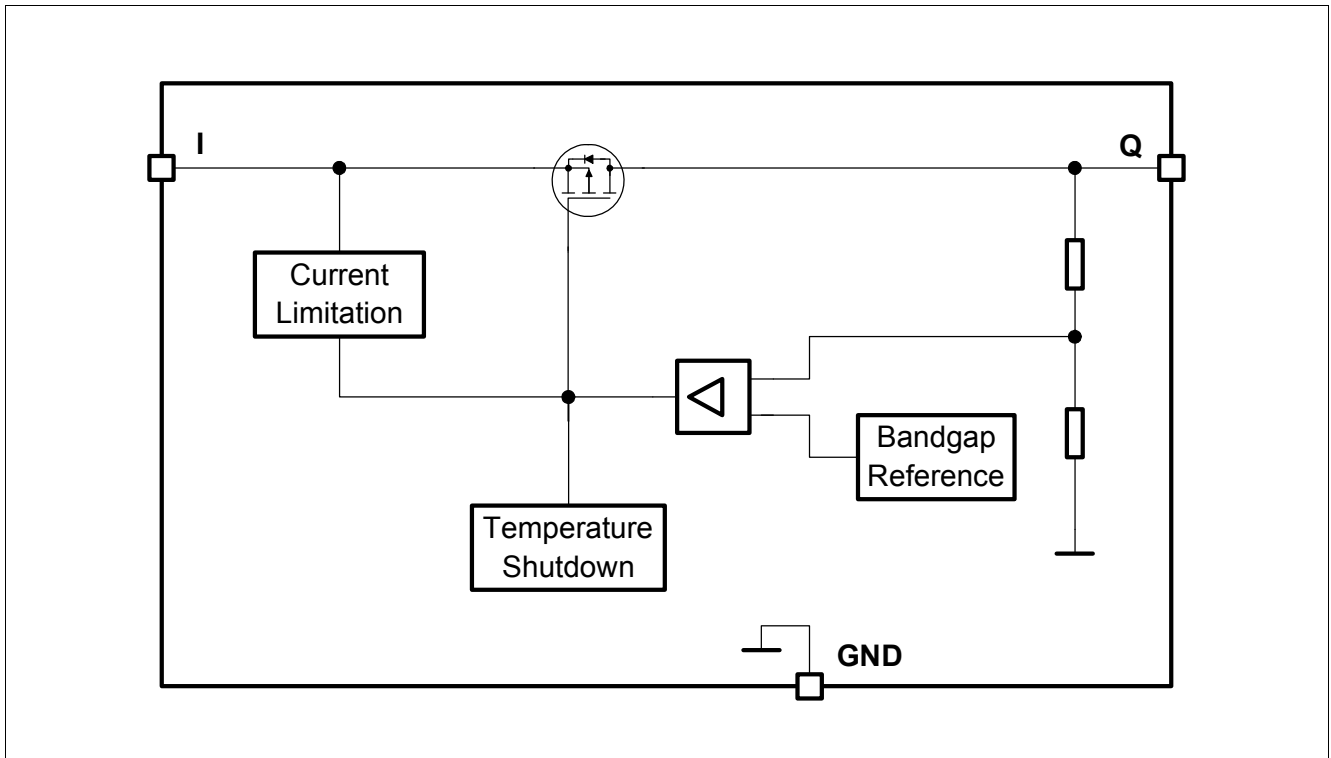 I
Q
Current
Limitation
Bandgap
Reference
Temperature
Shutdown
GND